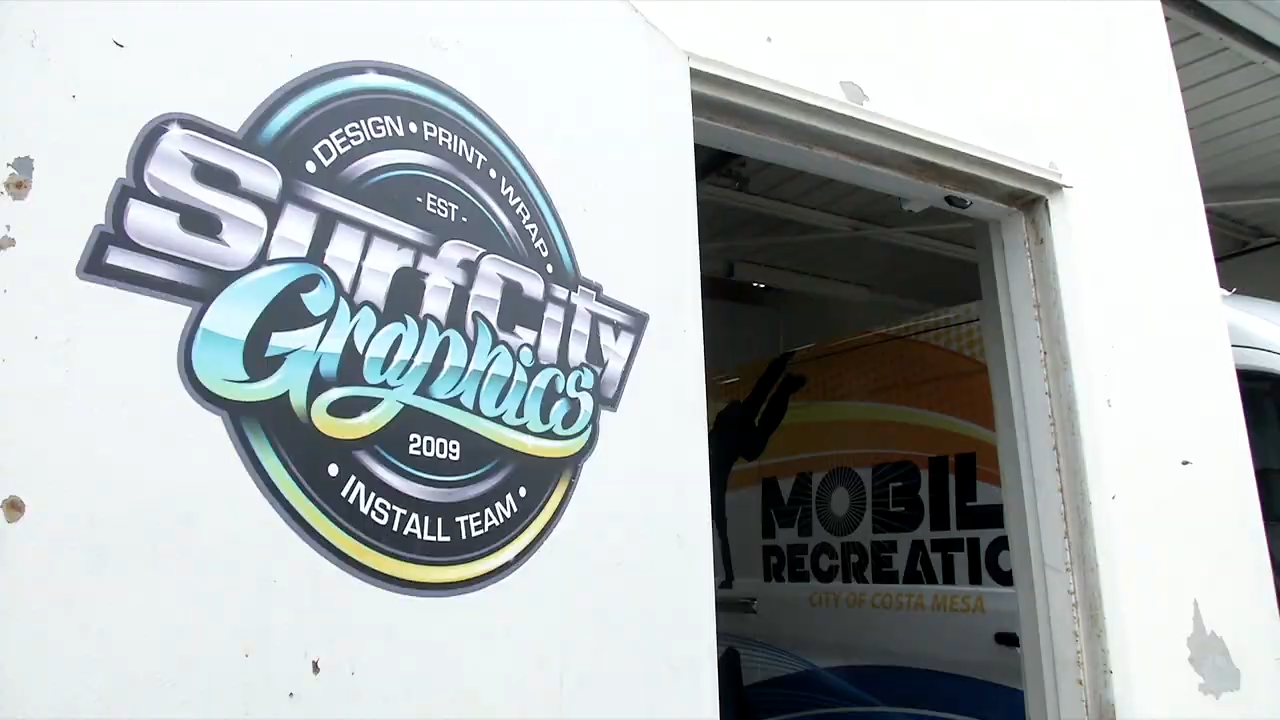 • DESIGN • PRINT • WRAP •
- EST -
SurfCity
Graphics
2009
• INSTALL TEAM •
MOBIL
RECREATIO
CITY OF COSTA MESA